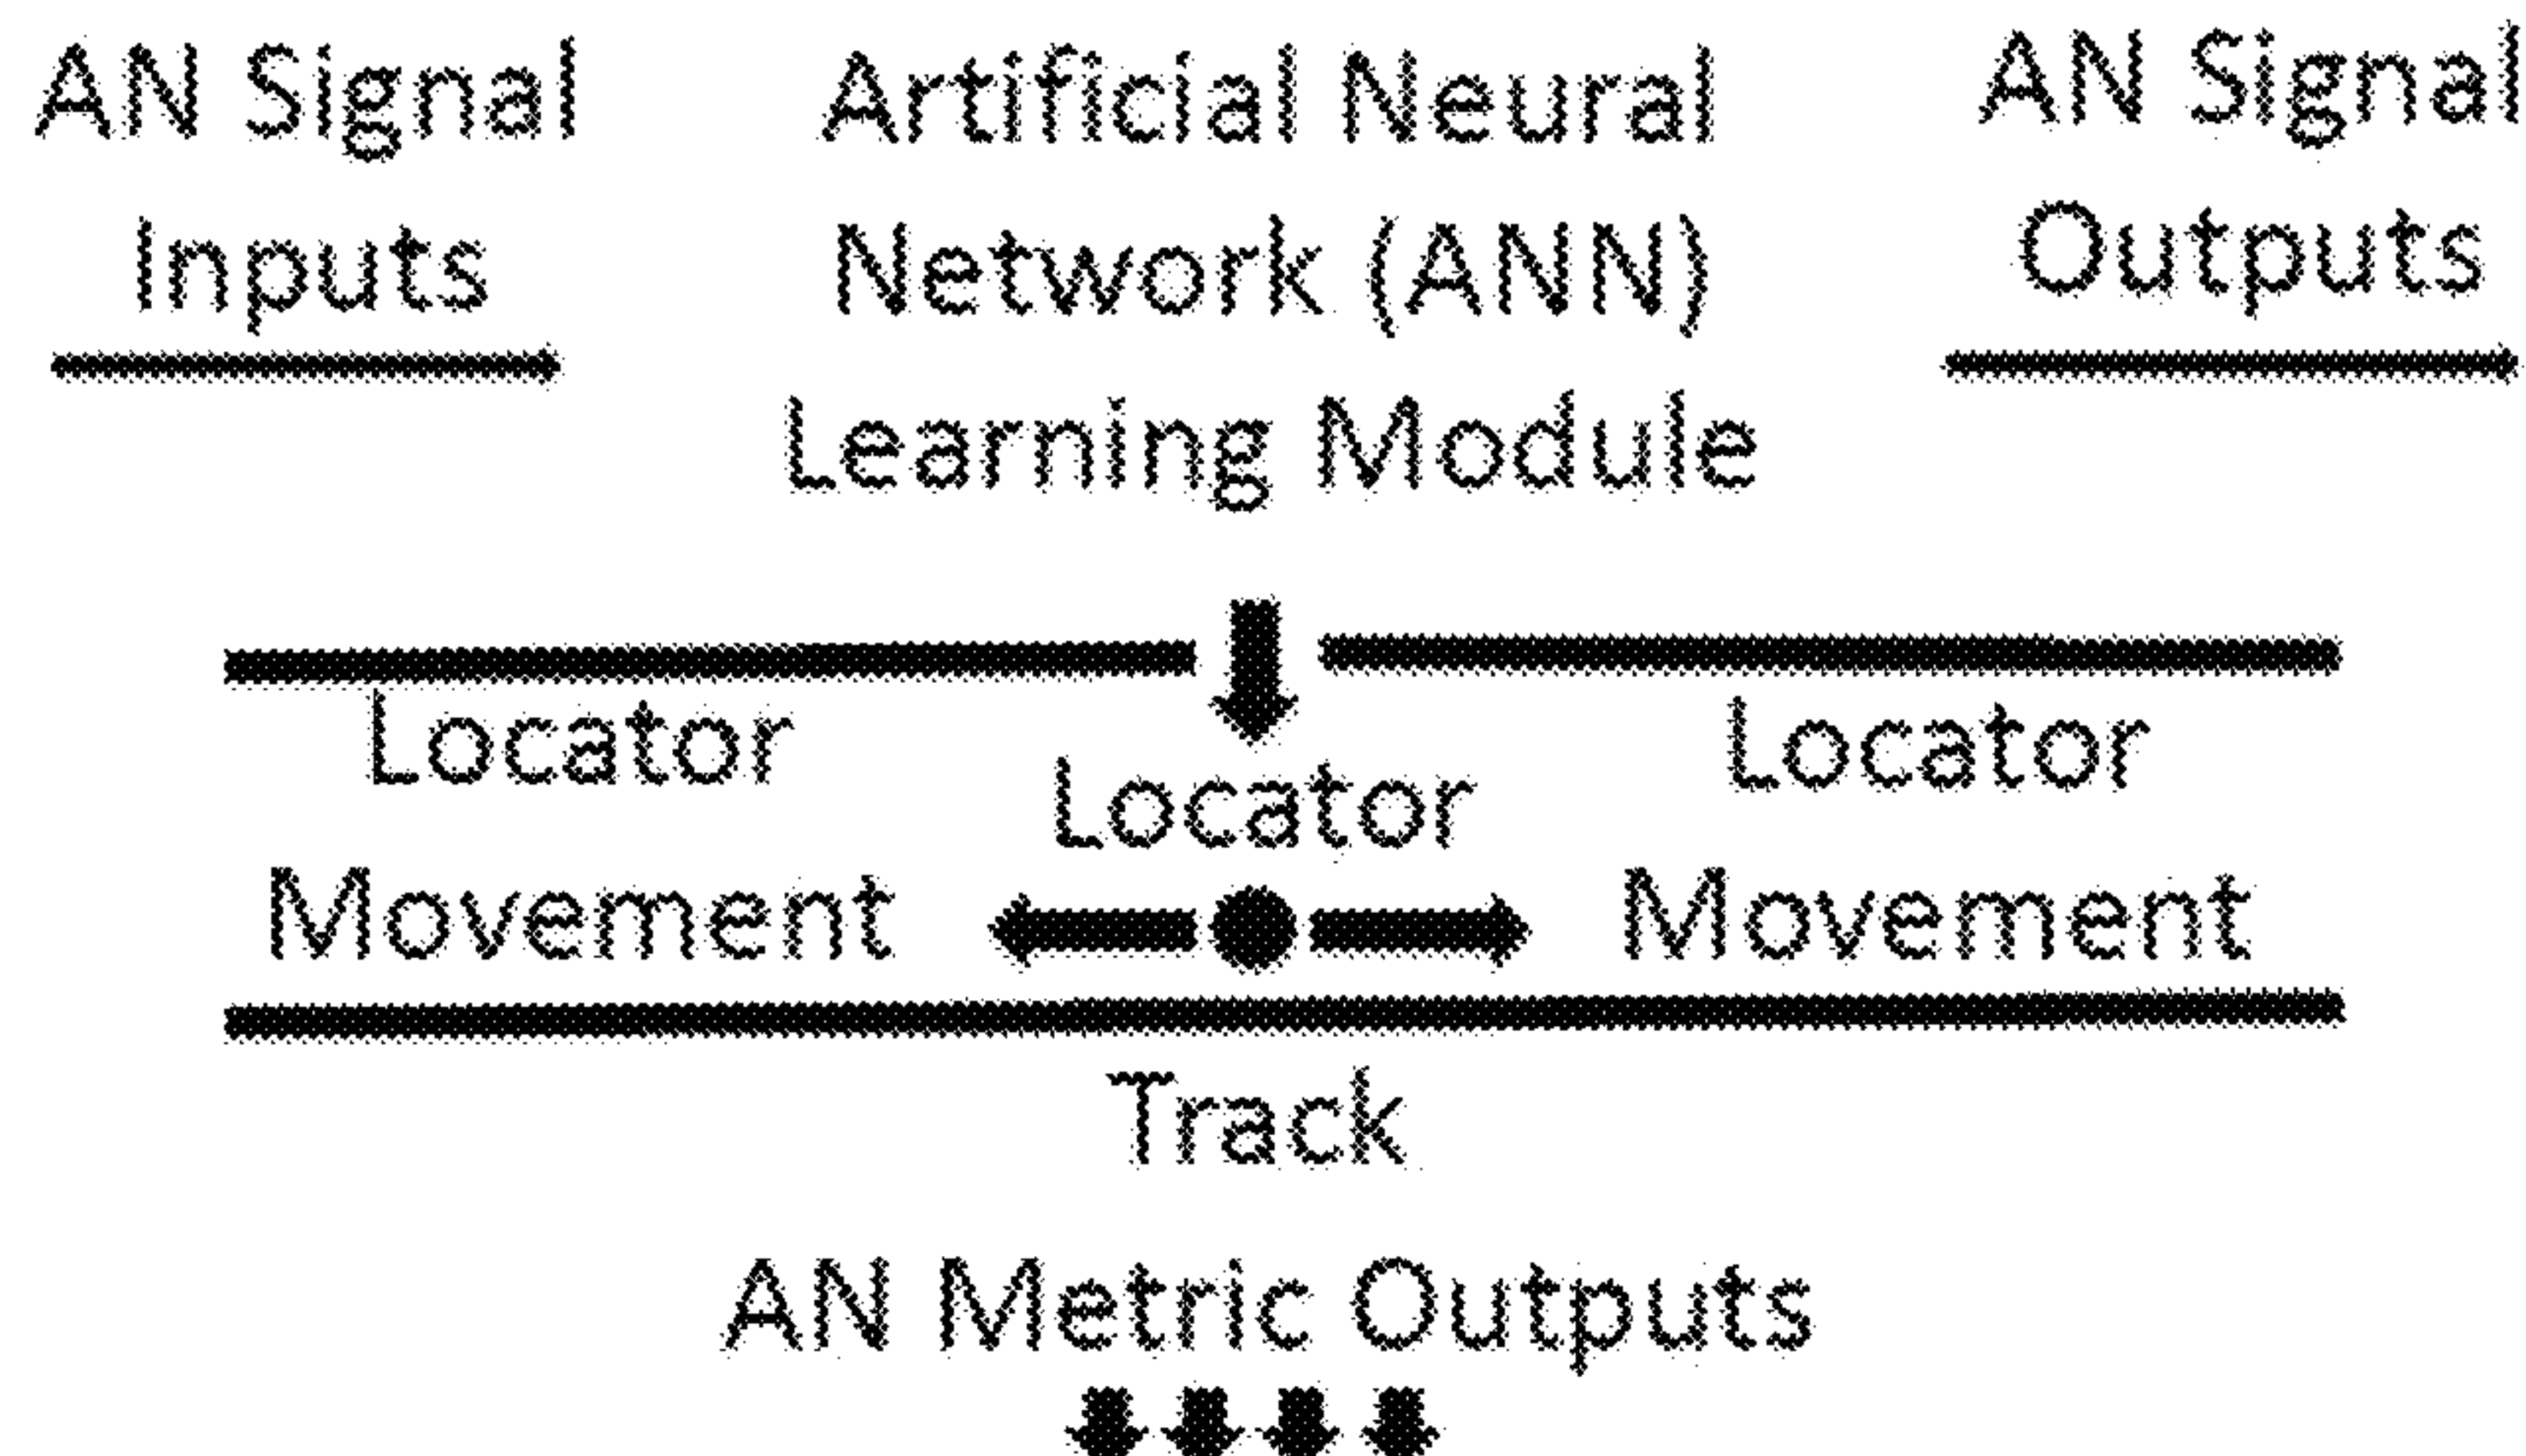 AN Signal
Inputs
Artificial Neural
Network (ANN)
Learning Module
AN Signal
Outputs
Locator
Movement
Locator
Locator
Movement
Track
AN Metric Outputs